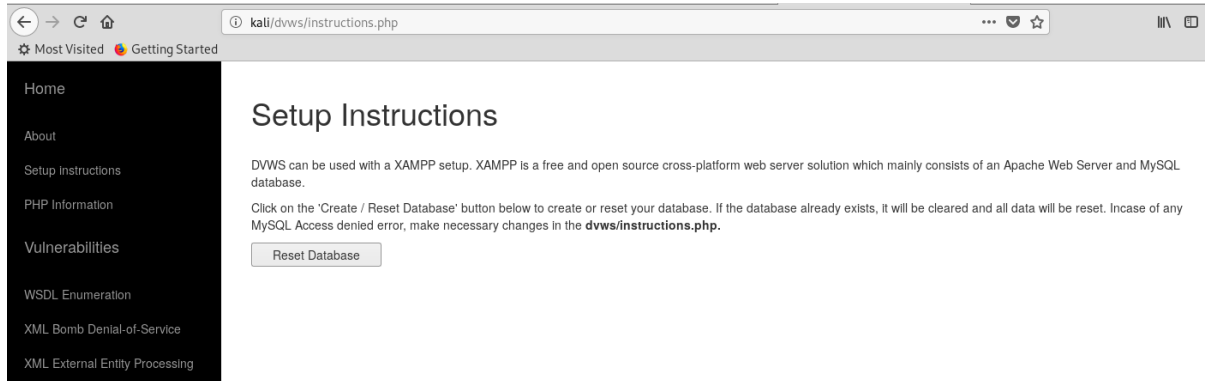 kali/dvws/instructions.php
Most Visited Getting Started
Home
About
Setup instructions
PHP Information
Vulnerabilities
WSDL Enumeration
XML Bomb Denial-of-Service
XML External Entity Processing
Setup Instructions
DVWS can be used with a XAMPP setup. XAMPP is a free and open source cross-platform web server solution which mainly consists of an Apache Web Server and MySQL
database.
Click on the 'Create / Reset Database' button below to create or reset your database. If the database already exists, it will be cleared and all data will be reset. Incase of any
MySQL Access denied error, make necessary changes in the dvws/instructions.php.
Reset Database